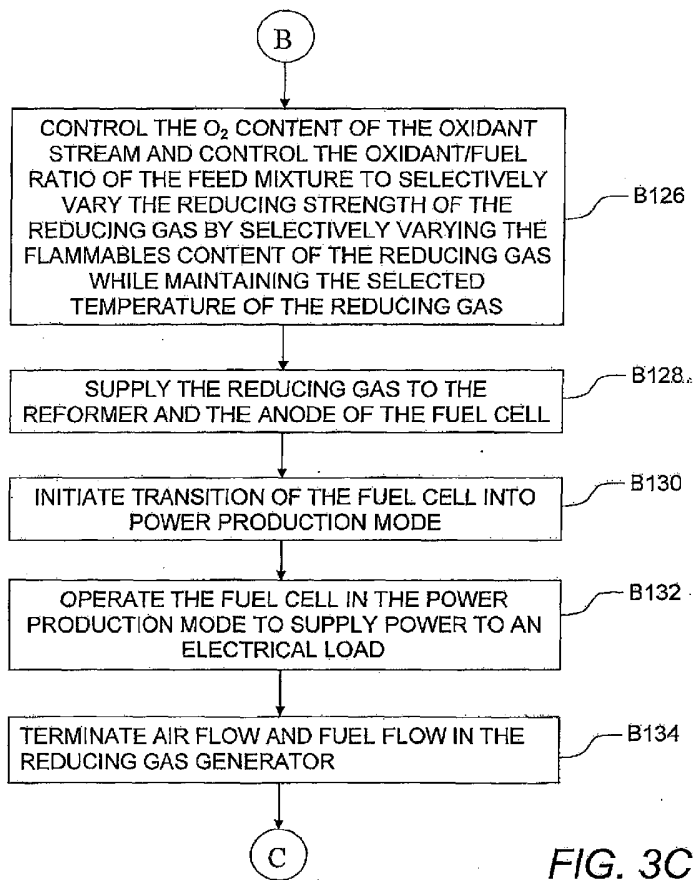 B
CONTROL THE O₂ CONTENT OF THE OXIDANT
STREAM AND CONTROL THE OXIDANT/FUEL
RATIO OF THE FEED MIXTURE TO SELECTIVELY
VARY THE REDUCING STRENGTH OF THE
REDUCING GAS BY SELECTIVELY VARYING THE
FLAMMABLES CONTENT OF THE REDUCING GAS
WHILE MAINTAINING THE SELECTED
TEMPERATURE OF THE REDUCING GAS
B126
SUPPLY THE REDUCING GAS TO THE
REFORMER AND THE ANODE OF THE FUEL CELL
B128
INITIATE TRANSITION OF THE FUEL CELL INTO
POWER PRODUCTION MODE
B130
OPERATE THE FUEL CELL IN THE POWER
PRODUCTION MODE TO SUPPLY POWER TO AN
ELECTRICAL LOAD
B132
TERMINATE AIR FLOW AND FUEL FLOW IN THE
REDUCING GAS GENERATOR
B134
C
FIG. 3C